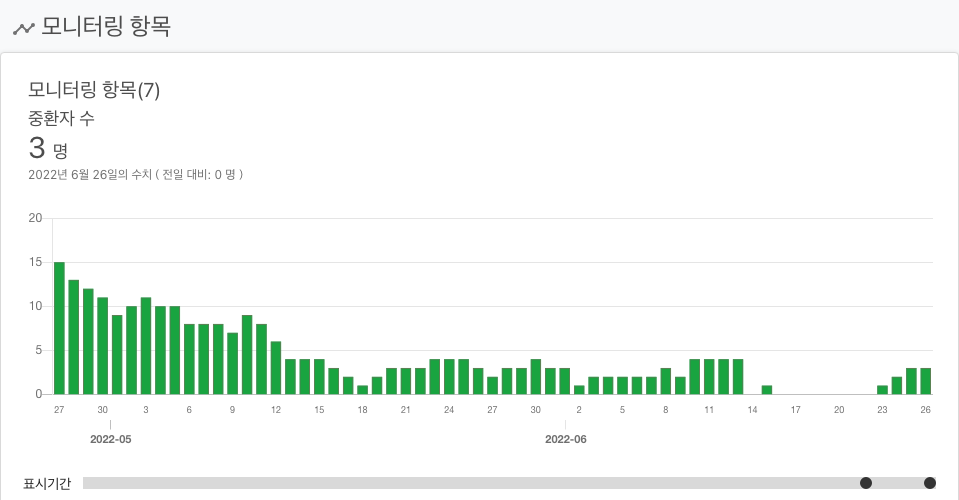 모니터링 항목
모니터링 항목(7)
중환자 수
3 명
2022년 6월 26일의 수치 ( 전일 대비: 0 명 )
20
15
10
5
0
27 30 3 6 9 12 15 18 21 24 27 30 2 5 8 11 14 17 20 23 26
2022-05 2022-06
표시기간